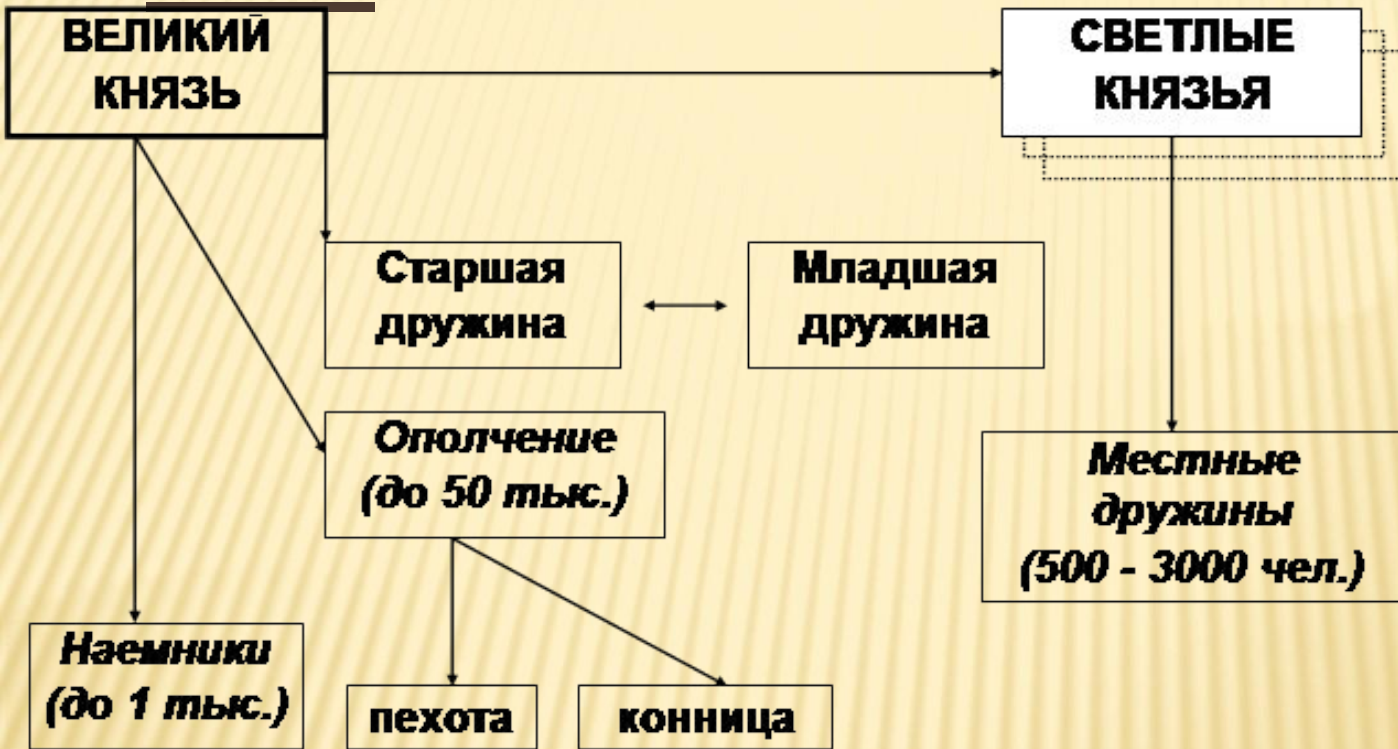 ВЕЛИКИЙ
КНЯЗЬ
СВЕТЛЫЕ
КНЯЗЬЯ
Старшая
дружина
Младшая
дружина
Ополчение
(до 50 тыс.)
Местные
дружины
(500 - 3000 чел.)
Наемники
(до 1 тыс.)
пехота
конница